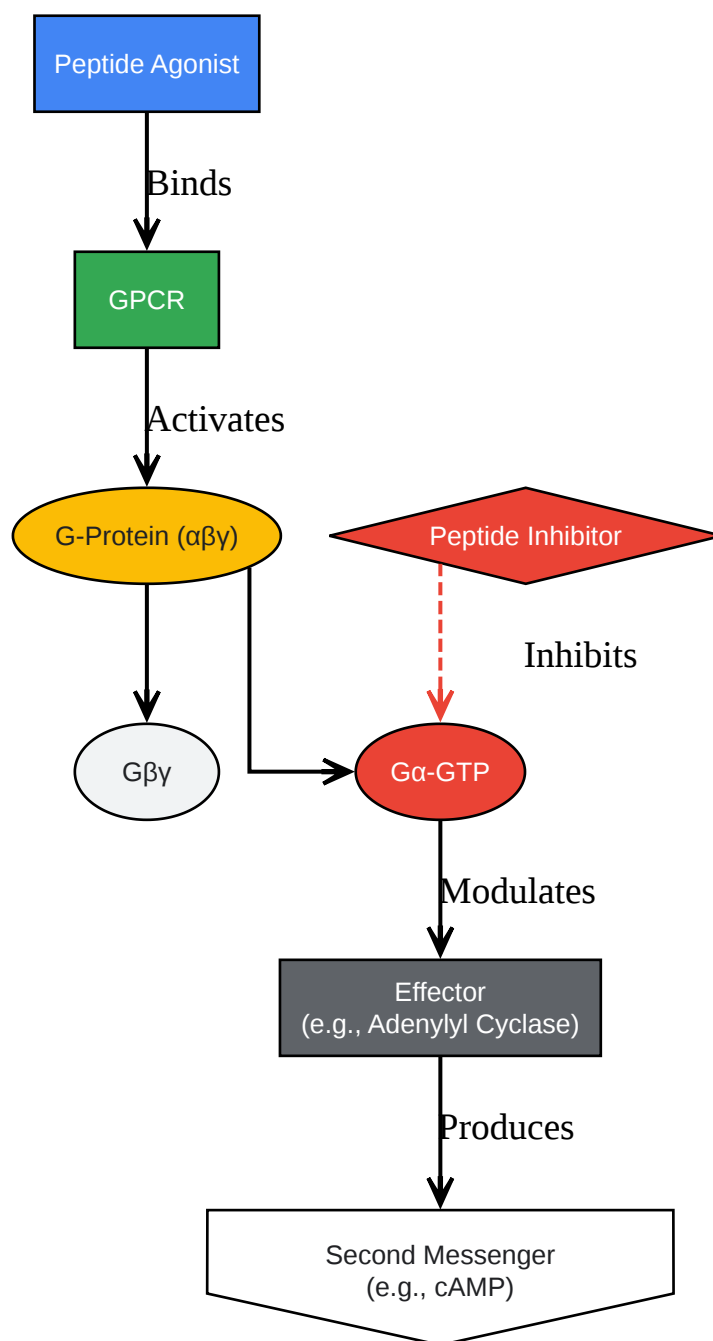 Peptide Agonist
Binds
GPCR
Activates
G-Protein (αβγ)
Peptide Inhibitor
Inhibits
Gβγ
Gα-GTP
Modulates
Effector
(e.g., Adenylyl Cyclase)
Produces
Second Messenger
(e.g., cAMP)